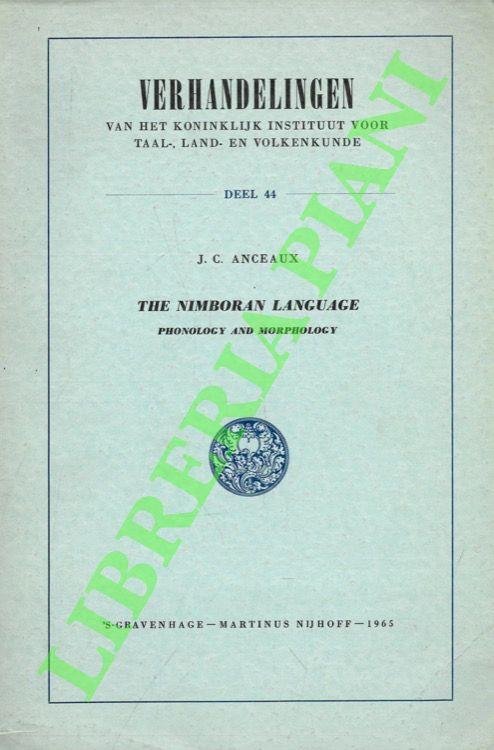 VERHANDELINGEN
VAN HET KONINKLIJK INSTITUUT VOOR
TAAL-, LAND- EN VOLKENKUNDE
DEEL 44
J. C. ANCEAUX
THE NIMBORAN LANGUAGE
PHONOLOGY AND MORPHOLOGY
'S-GRAVENHAGE — MARTINUS NIJHOFF — 1965
LIBRERIA PIANI